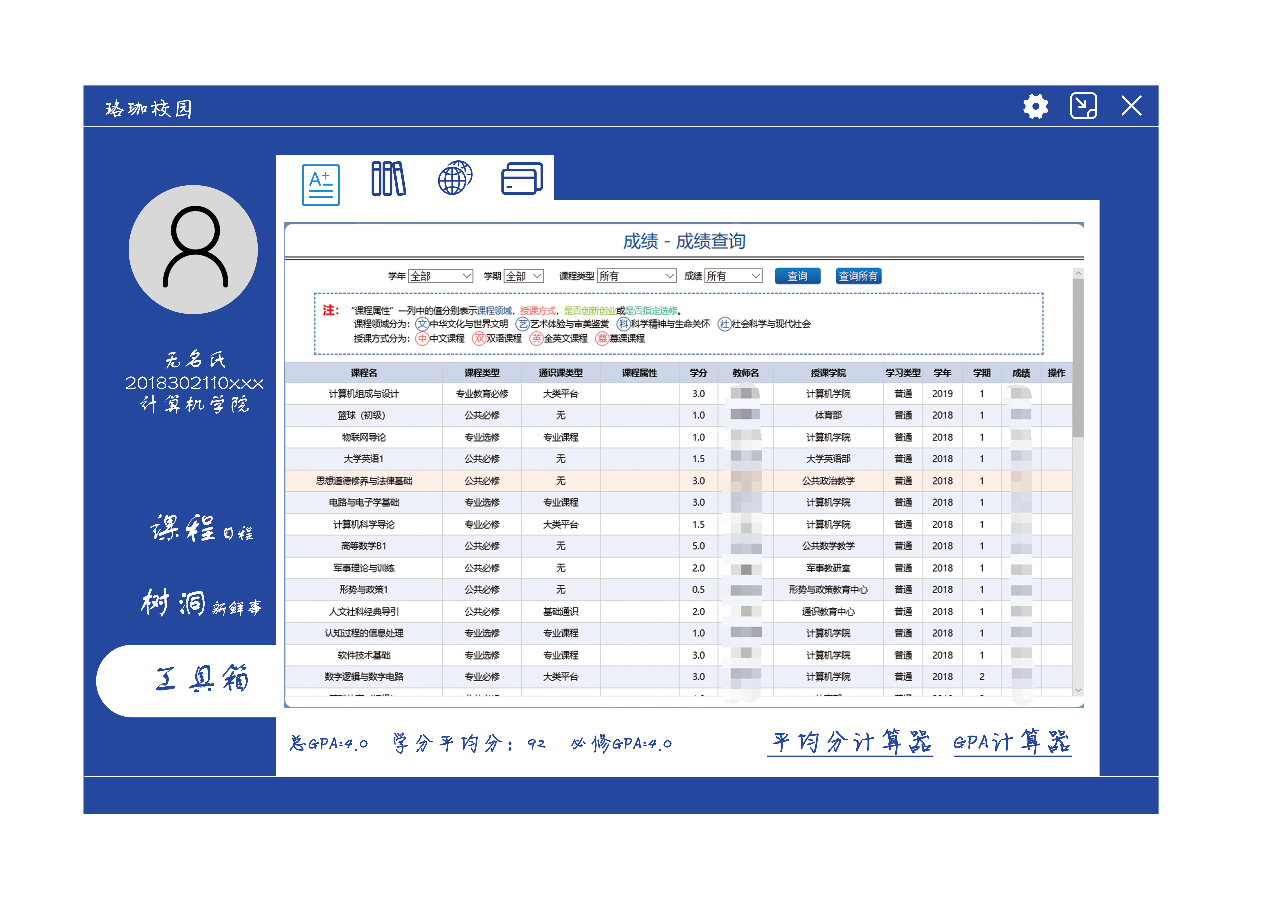 珞珈校园
A+
无名氏
2018302110xxx
计算机学院
课程日程
树洞新鲜事
工具箱
成绩 - 成绩查询
学年 全部 学期 全部 课程类型 所有 成绩 所有 查询 查询所有
注: "课程属性"一列中的值分别表示课程领域,授课方式,是否创新创业或是否指定选修。
课程领域分为: 文中华文化与世界文明 艺艺术体验与审美鉴赏 科科学精神与生命关怀 社社会科学与现代社会
授课方式分为: 中中文课程 双双语课程 英全英文课程 慕慕课课程
课程名 课程类型 通识课类型 课程属性 学分 教师名 授课学院 学习类型 学年 学期 成绩 操作
计算机组成与设计 专业教育必修 大类平台 3.0 计算机学院 普通 2019 1
篮球(初级) 公共必修 无 1.0 体育部 普通 2018 1
物联网导论 专业选修 专业课程 1.0 计算机学院 普通 2018 1
大学英语1 公共必修 无 1.5 大学英语部 普通 2018 1
思想道德修养与法律基础 公共必修 无 3.0 公共政治教学 普通 2018 1
电路与电子学基础 专业选修 专业课程 3.0 计算机学院 普通 2018 1
计算机科学导论 专业必修 大类平台 1.5 计算机学院 普通 2018 1
高等数学B1 公共必修 无 5.0 公共数学教学 普通 2018 1
军事理论与训练 公共必修 无 2.0 军事教研室 普通 2018 1
形势与政策1 公共必修 无 0.5 形势与政策教育中心 普通 2018 1
人文社科经典导引 公共必修 基础通识 2.0 通识教育中心 普通 2018 1
认知过程的信息处理 专业选修 专业课程 1.0 计算机学院 普通 2018 1
软件技术基础 专业选修 专业课程 3.0 计算机学院 普通 2018 1
数字逻辑与数字电路 专业必修 大类平台 3.0 计算机学院 普通 2018 2
总GPA=4.0 学分平均分: 92 必修GPA=4.0 平均分计算器 GPA计算器